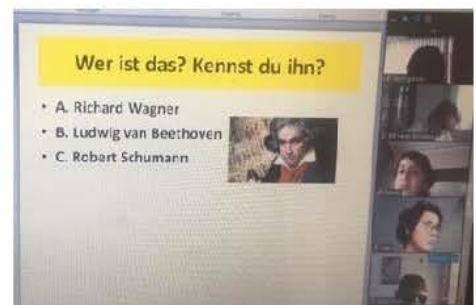 Wer ist das? Kennst du ihn?
• A. Richard Wagner
• B. Ludwig van Beethoven
• C. Robert Schumann